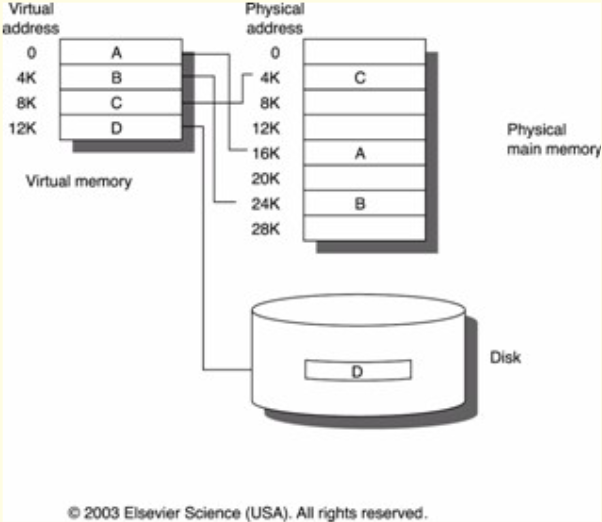 Virtual
address
0
4K
8K
12K
A
B
C
D
Virtual memory
Physical
address
0
4K
8K
12K
16K
20K
24K
28K
C
A
B
Physical
main memory
D
Disk
© 2003 Elsevier Science (USA). All rights reserved.